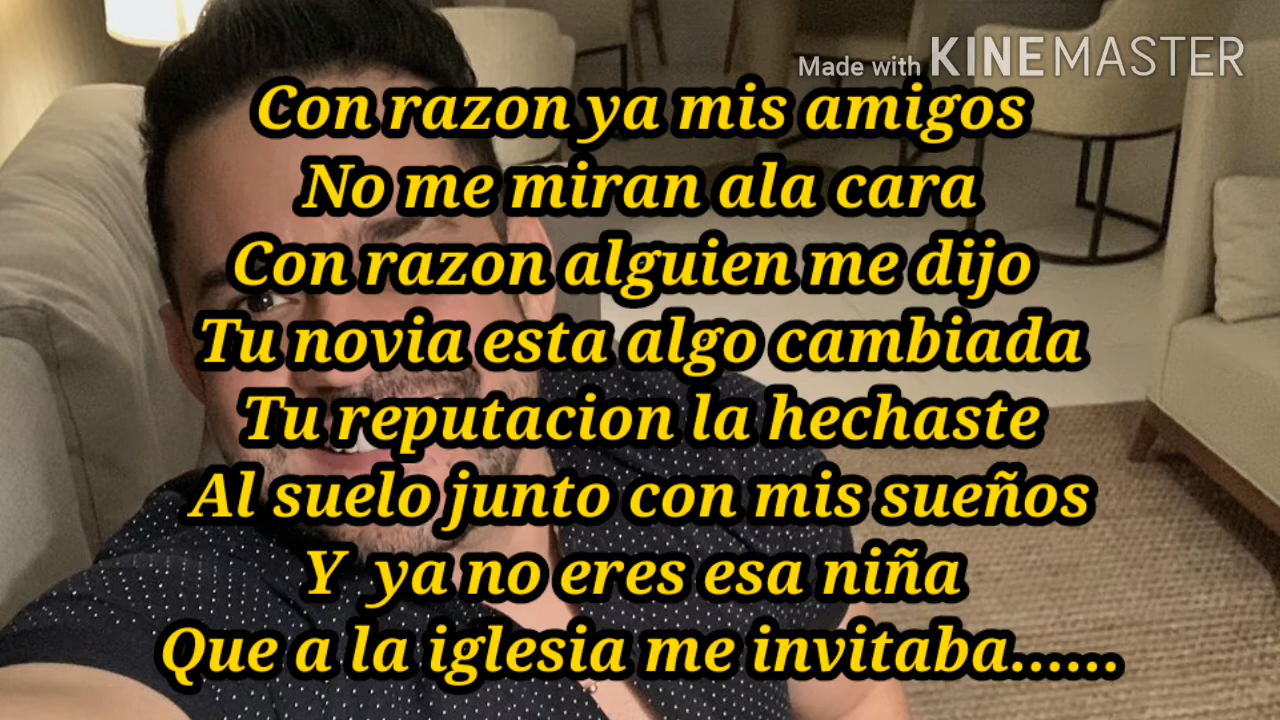 Made with KINEMASTER
Con razon ya mis amigos
No me miran ala cara
Con razon alguien me dijo
Tu novia esta algo cambiada
Tu reputacion la hechaste
Al suelo junto con mis sueños
Y ya no eres esa niña
Que a la iglesia me invitaba......